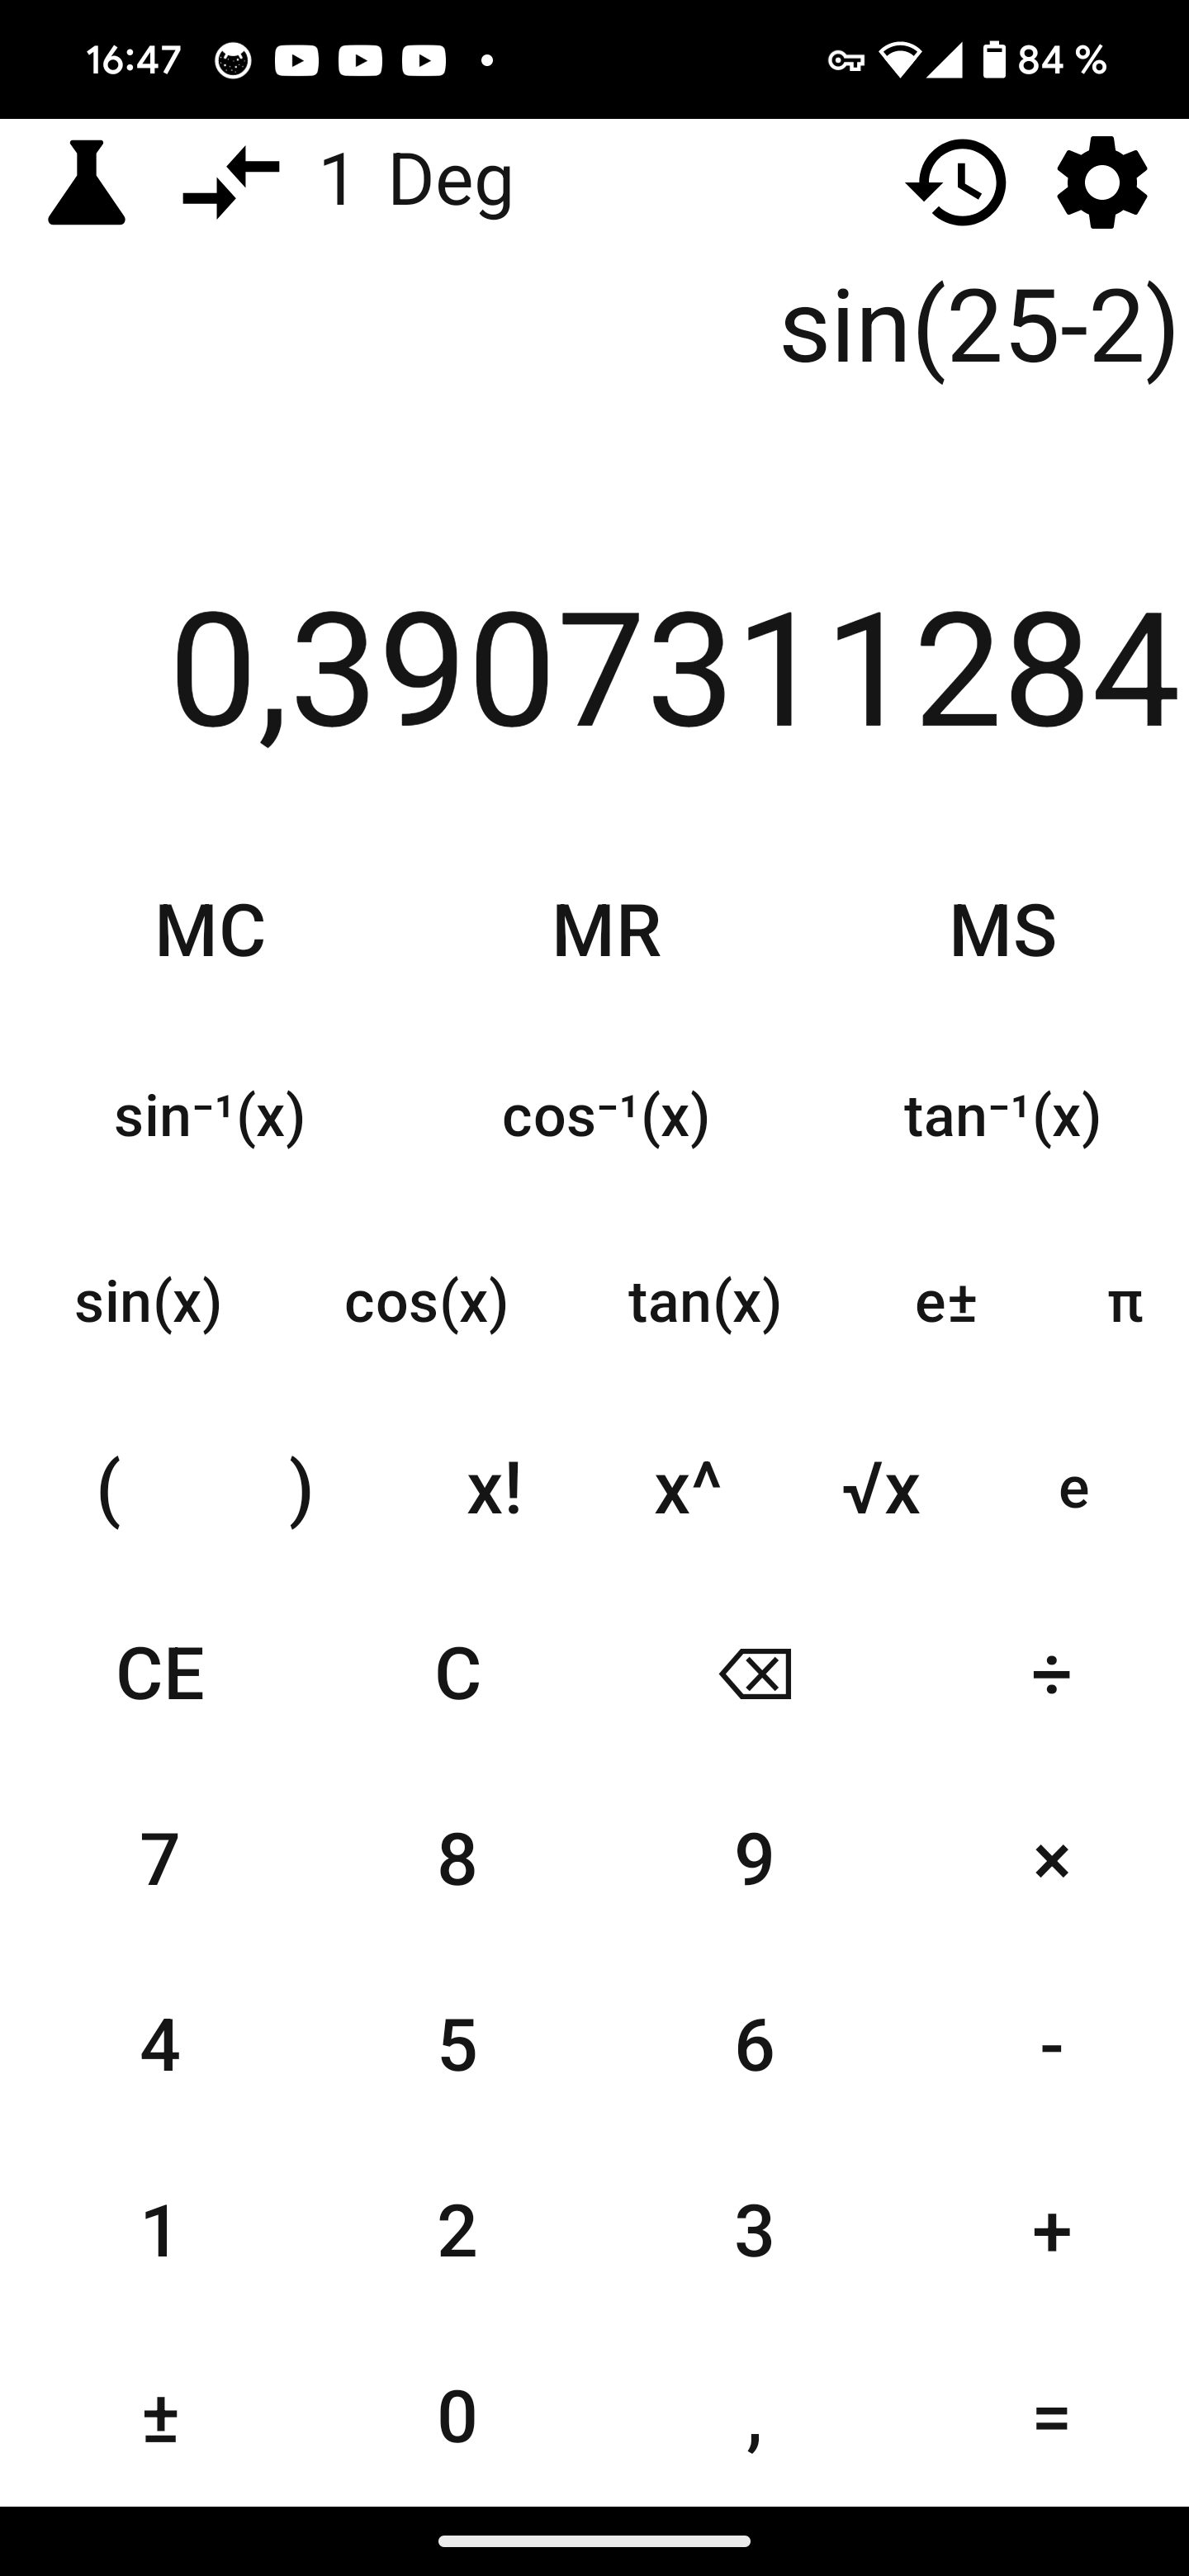 16:47 84 %
1 Deg
sin(25-2)
0,3907311284
MC MR MS
sin⁻¹(x) cos⁻¹(x) tan⁻¹(x)
sin(x) cos(x) tan(x) e± π
( ) x! x^ √x e
CE C ÷
7 8 9 ×
4 5 6 -
1 2 3 +
± 0 , =